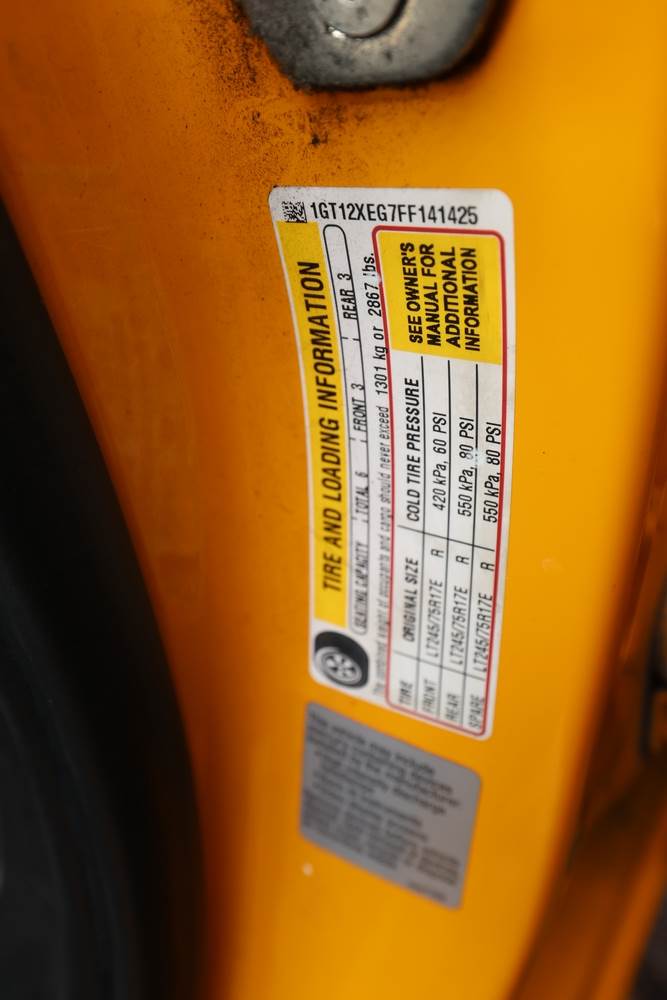 1GT12XEG7FF141425
TIRE AND LOADING INFORMATION
SEATING CAPACITY TOTAL 6 FRONT 3 REAR 3
The combined weight of occupants and cargo should never exceed 1301 kg or 2867 lbs.
TIRE ORIGINAL SIZE COLD TIRE PRESSURE
FRONT LT245/75R17E R 420 kPa, 60 PSI
REAR LT245/75R17E R 550 kPa, 80 PSI
SPARE LT245/75R17E R 550 kPa, 80 PSI
SEE OWNER'S
MANUAL FOR
ADDITIONAL
INFORMATION